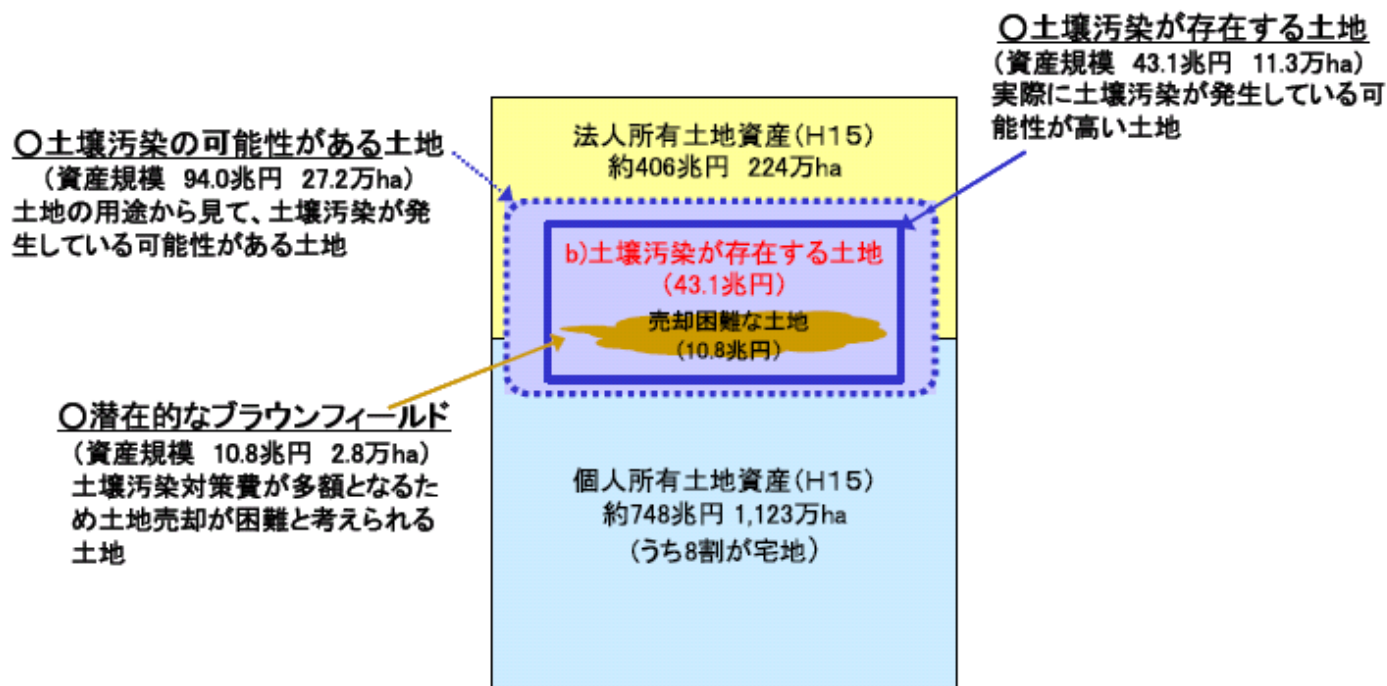 〇土壌汚染が存在する土地
（資産規模 43.1兆円 11.3万ha）
実際に土壌汚染が発生している可
能性が高い土地
〇土壌汚染の可能性がある土地
（資産規模 94.0兆円 27.2万ha）
土地の用途から見て、土壌汚染が発
生している可能性がある土地
法人所有土地資産（H15）
約406兆円 224万ha
b)土壌汚染が存在する土地
（43.1兆円）
売却困難な土地
（10.8兆円）
〇潜在的なブラウンフィールド
（資産規模 10.8兆円 2.8万ha）
土壌汚染対策費が多額となるた
め土地売却が困難と考えられる
土地
個人所有土地資産（H15）
約748兆円 1,123万ha
（うち8割が宅地）